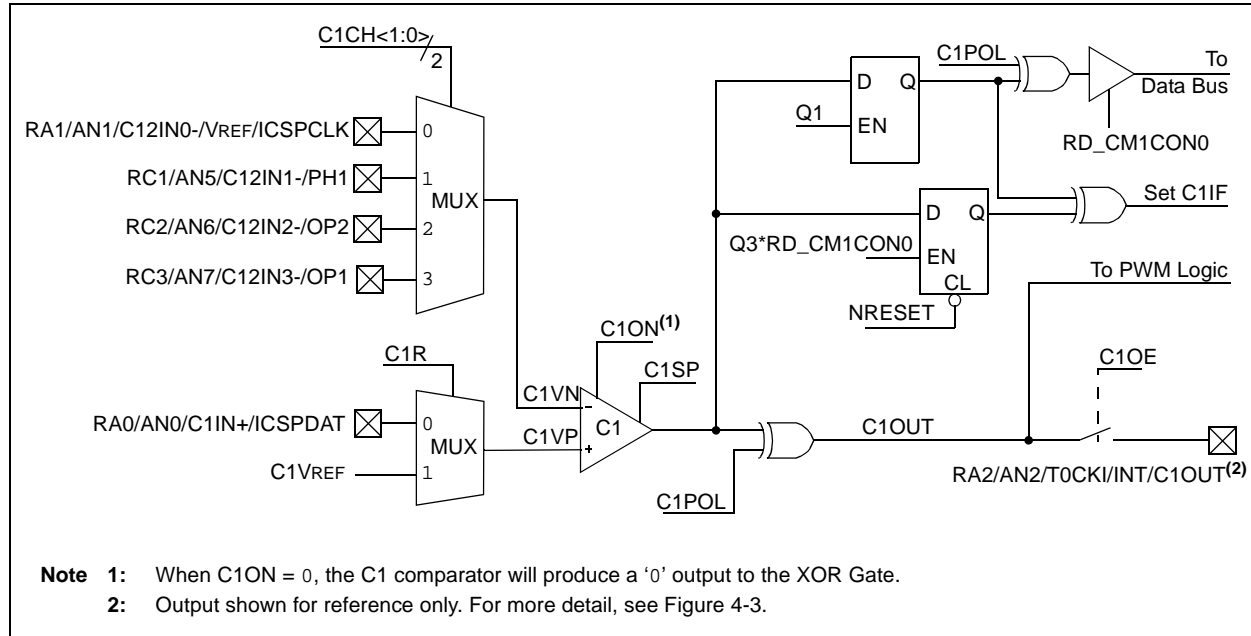 C1CH<1:0>
2
RA1/AN1/C12IN0-/VREF/ICSPCLK
0
RC1/AN5/C12IN1-/PH1
1
MUX
RC2/AN6/C12IN2-/OP2
2
RC3/AN7/C12IN3-/OP1
3
C1R
RA0/AN0/C1IN+/ICSPDAT
0
MUX
C1VREF
1
C1ON(1)
C1SP
C1VN
-
C1
C1VP
+
C1POL
To
Data Bus
D
Q
Q1
EN
RD_CM1CON0
D
Q
Set C1IF
Q3*RD_CM1CON0
EN
CL
NRESET
To PWM Logic
C1OE
C1OUT
C1POL
RA2/AN2/T0CKI/INT/C1OUT(2)
Note 1: When C1ON = 0, the C1 comparator will produce a ‘0’ output to the XOR Gate.
2: Output shown for reference only. For more detail, see Figure 4-3.